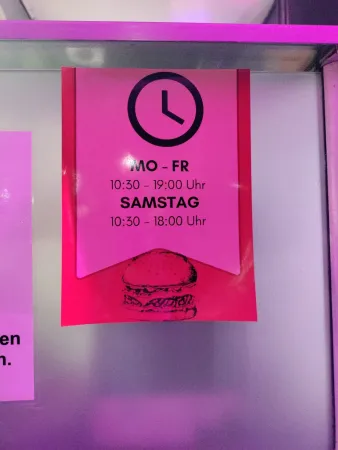 MO - FR
10:30 - 19:00 Uhr
SAMSTAG
10:30 - 18:00 Uhr
en
n.